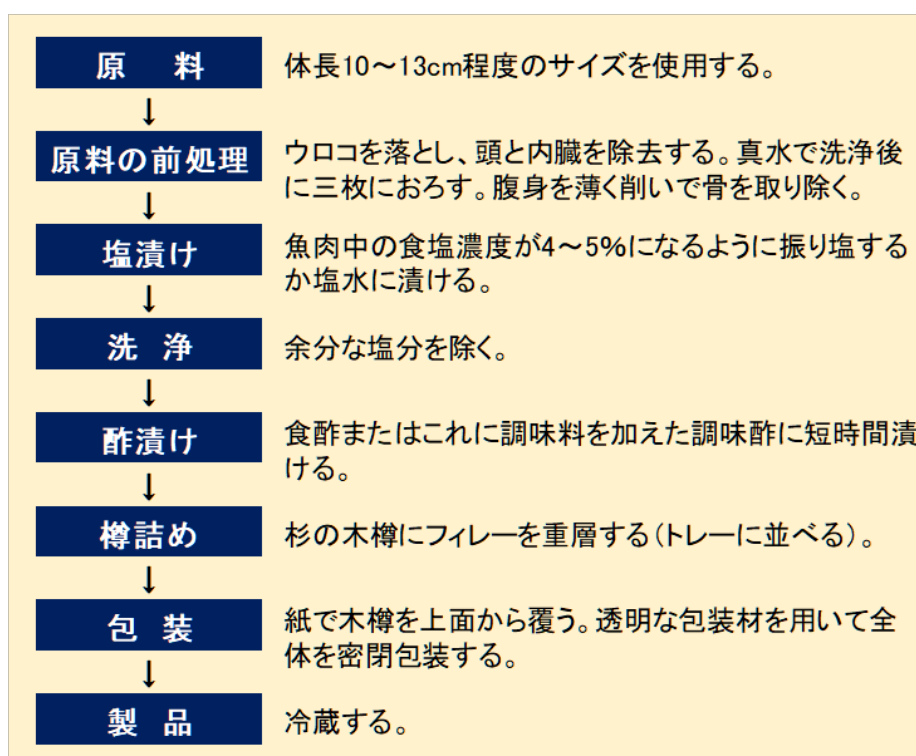 原 料
体長10～13cm程度のサイズを使用する。
↓
原料の前処理
ウロコを落とし、頭と内臓を除去する。真水で洗浄後
に三枚におろす。腹身を薄く削いで骨を取り除く。
↓
塩漬け
魚肉中の食塩濃度が4～5%になるように振り塩する
か塩水に漬ける。
↓
洗 浄
余分な塩分を除く。
↓
酢漬け
食酢またはこれに調味料を加えた調味酢に短時間漬
ける。
↓
樽詰め
杉の木樽にフィレーを重層する（トレーに並べる）。
↓
包 装
紙で木樽を上面から覆う。透明な包装材を用いて全
体を密閉包装する。
↓
製 品
冷蔵する。